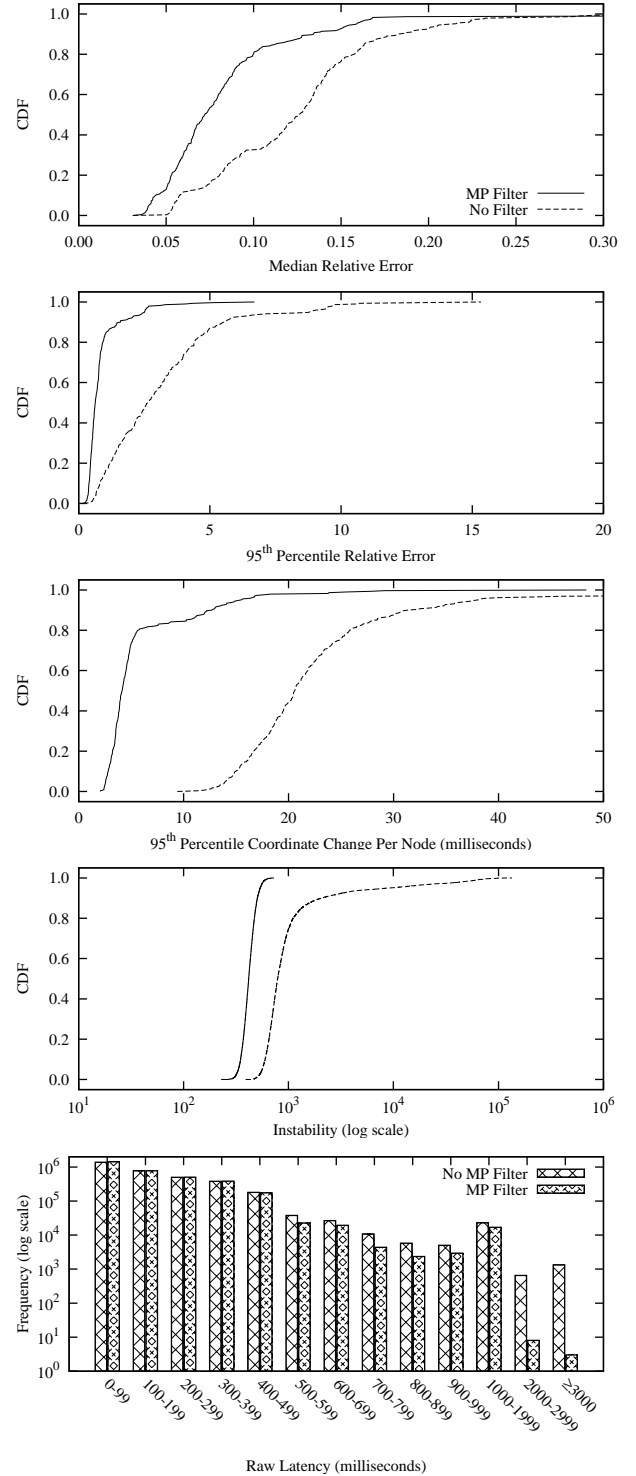 1.0
0.8
0.6
0.4
0.2
0.0
CDF
MP Filter
No Filter
0.00 0.05 0.10 0.15 0.20 0.25 0.30
Median Relative Error
1.0
0.8
0.6
0.4
0.2
0.0
CDF
0 5 10 15 20
95th Percentile Relative Error
1.0
0.8
0.6
0.4
0.2
0.0
CDF
0 10 20 30 40 50
95th Percentile Coordinate Change Per Node (milliseconds)
1.0
0.8
0.6
0.4
0.2
0.0
CDF
10^1 10^2 10^3 10^4 10^5 10^6
Instability (log scale)
10^6
10^5
10^4
10^3
10^2
10^1
10^0
Frequency (log scale)
No MP Filter
MP Filter
0-99
100-199
200-299
300-399
400-499
500-599
600-699
700-799
800-899
900-999
1000-1999
2000-2999
≥3000
Raw Latency (milliseconds)